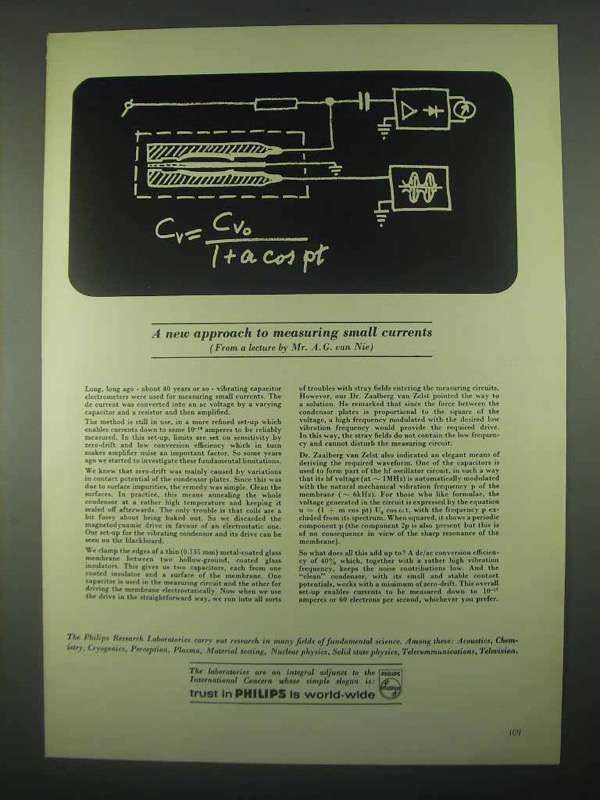 Cv = Cvo
1 + a cos pt
A new approach to measuring small currents
(From a lecture by Mr. A. G. van Nie)
Long, long ago - about 40 years or so - vibrating capacitor
electrometers were used for measuring small currents. The
dc current was converted into an ac voltage by a varying
capacitor and a resistor and then amplified.
The method is still in use, in a more refined set-up which
enables currents down to some amperes to be reliably
measured. In this set-up, limits are set on sensitivity by
zero-drift and low conversion efficiency which in turn
makes amplifier noise an important factor. So some years
ago we started to investigate these fundamental limitations.
We knew that zero-drift was mainly caused by variations
in contact potential of the condenser plates. Since this was
due to surface impurities, the remedy was simple. Clean the
surfaces. In practice, this means annealing the whole
condenser at a rather high temperature and keeping it
sealed off afterwards. The only trouble is that coils are a
bit fussy about being baked out. So we discarded the
magnetodynamic drive in favour of an electrostatic one.
Our set-up for the vibrating condenser and its drive can be
seen on the blackboard.
We clamp the edges of a thin (0.135 mm) metal-coated glass
membrane between two hollow-ground, coated glass
insulators. This gives us two capacitors, each from one
coated insulator and a surface of the membrane. One
capacitor is used in the measuring circuit and the other for
driving the membrane electrostatically. Now when we use
the drive in the straightforward way, we run into all sorts
of troubles with stray fields entering the measuring circuits.
However, our Dr. Zaalberg van Zelst pointed the way to
a solution. He remarked that since the force between the
condenser plates is proportional to the square of the
voltage, a high frequency modulated with the desired low
vibration frequency would provide the required drive.
In this way, the stray fields do not contain the low frequen-
cy and cannot disturb the measuring circuit.
Dr. Zaalberg van Zelst also indicated an elegant means of
deriving the required waveform. One of the capacitors is
used to form part of the hf oscillator circuit, in such a way
that its hf voltage (at ~ 1MHz) is automatically modulated
with the natural mechanical vibration frequency p of the
membrane (~ 6kHz). For those who like formulae, the
voltage generated in the circuit is expressed by the equation
u = (1 + m cos pt) U₀ cos ωt, with the frequency p ex-
cluded from its spectrum. When squared, it shows a periodic
component p (the component 2p is also present but this is
of no consequence in view of the sharp resonance of the
membrane).
So what does all this add up to? A dc/ac conversion efficien-
cy of 40%, which, together with a rather high vibration
frequency, keeps the noise contributions low. And the
"clean" condenser, with its small and stable contact
potentials, works with a minimum of zero-drift. This overall
set-up enables currents to be measured down to
amperes or 60 electrons per second, whichever you prefer.
The Philips Research Laboratories carry out research in many fields of fundamental science. Among these: Acoustics, Chem-
istry, Cryogenics, Perception, Plasma, Material testing, Nuclear physics, Solid state physics, Telecommunications, Television.
The laboratories are an integral adjunct to the
International Concern whose simple slogan is:
trust in PHILIPS is world-wide
PHILIPS
109